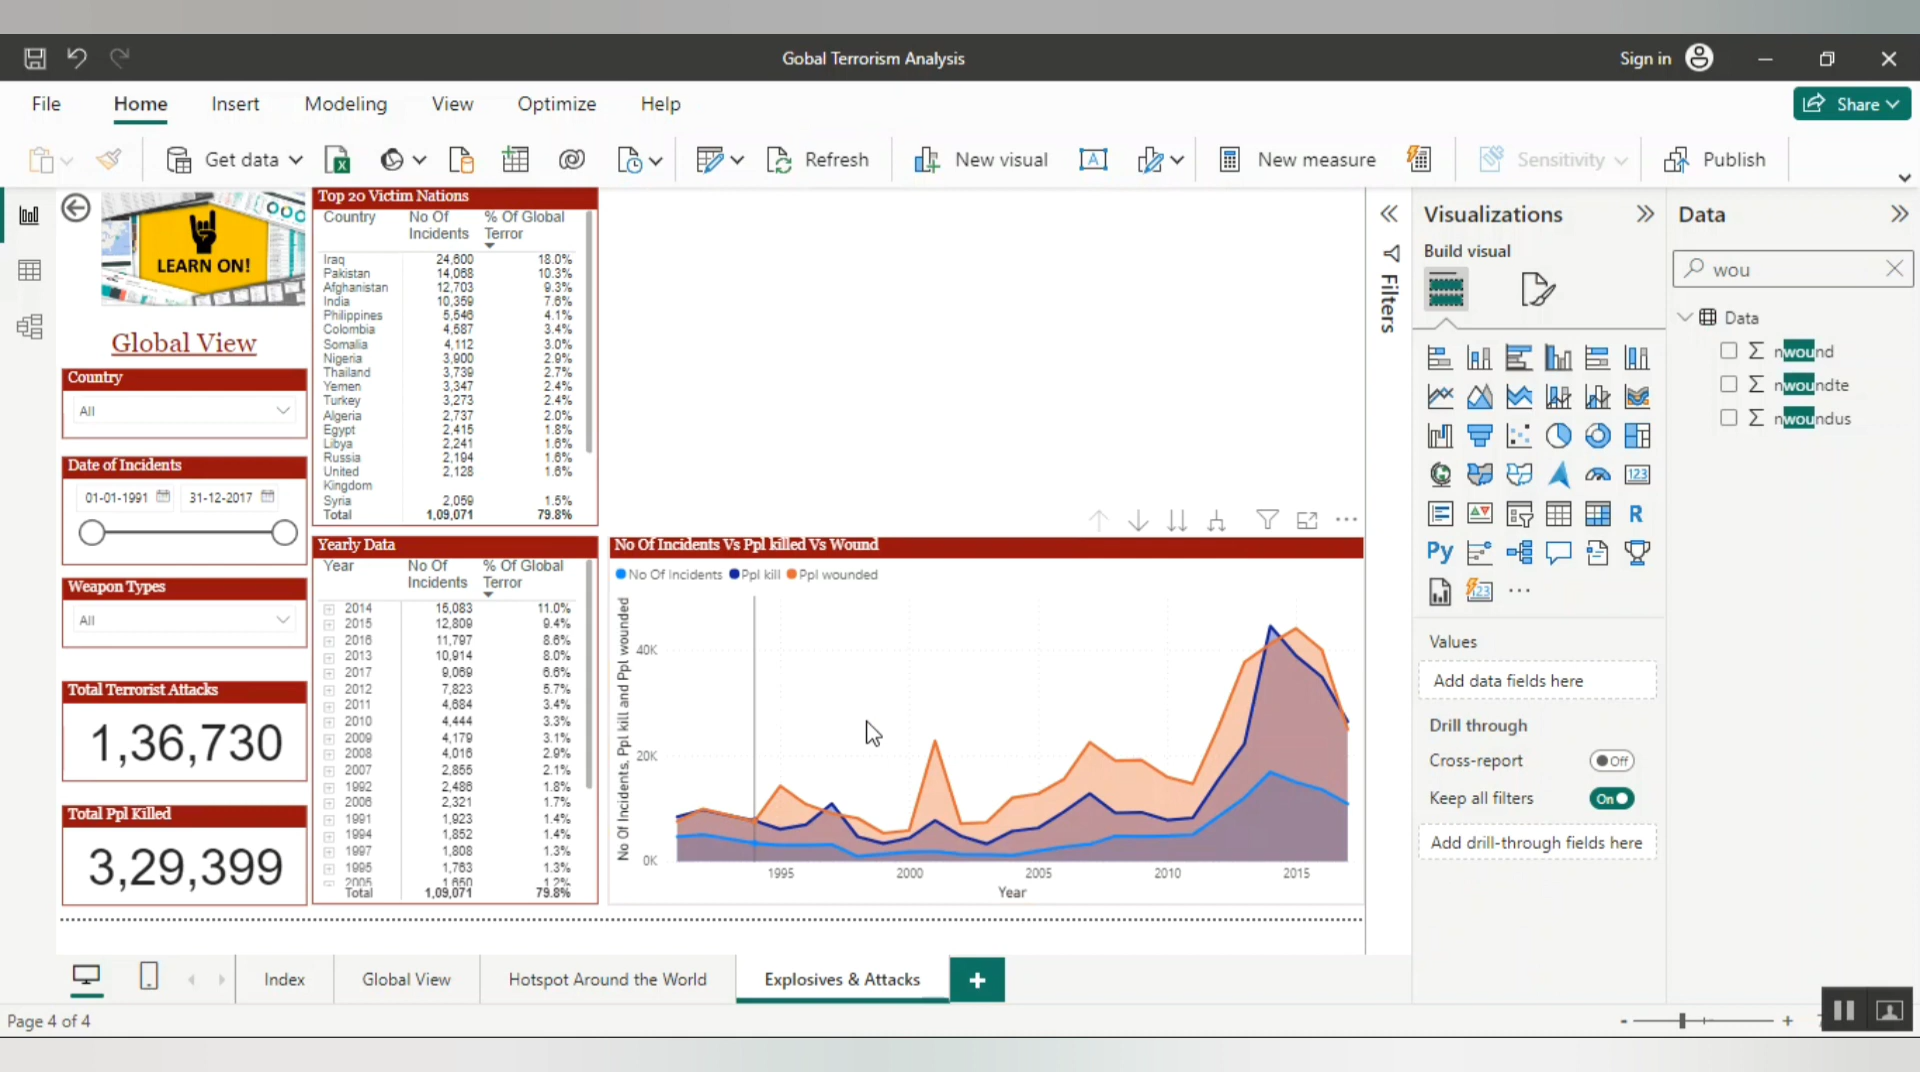 Gobal Terrorism Analysis
Sign in
File Home Insert Modeling View Optimize Help
Share
Get data
Refresh
New visual
New measure
Sensitivity
Publish
LEARN ON!
Global View
Country
All
Date of Incidents
01-01-1991 31-12-2017
Weapon Types
All
Total Terrorist Attacks
1,36,730
Total Ppl Killed
3,29,399
Top 20 Victim Nations
Country No Of Incidents % Of Global Terror
Iraq 24,600 18.0%
Pakistan 14,068 10.3%
Afghanistan 12,703 9.3%
India 10,359 7.6%
Philippines 5,546 4.1%
Colombia 4,587 3.4%
Somalia 4,112 3.0%
Nigeria 3,900 2.9%
Thailand 3,739 2.7%
Yemen 3,347 2.4%
Turkey 3,273 2.4%
Algeria 2,737 2.0%
Egypt 2,415 1.8%
Libya 2,241 1.6%
Russia 2,194 1.6%
United Kingdom 2,128 1.6%
Syria 2,059 1.5%
Total 1,09,071 79.8%
Yearly Data
Year No Of Incidents % Of Global Terror
2014 15,083 11.0%
2015 12,809 9.4%
2016 11,797 8.6%
2013 10,914 8.0%
2017 9,069 6.6%
2012 7,823 5.7%
2011 4,684 3.4%
2010 4,444 3.3%
2009 4,179 3.1%
2008 4,016 2.9%
2007 2,855 2.1%
1992 2,486 1.8%
2006 2,321 1.7%
1991 1,923 1.4%
1994 1,852 1.4%
1997 1,808 1.3%
1995 1,763 1.3%
2005 1,650 1.2%
Total 1,09,071 79.8%
No Of Incidents Vs Ppl killed Vs Wound
No Of Incidents Ppl kill Ppl wounded
No Of Incidents, Ppl kill and Ppl wounded
40K
20K
0K
1995 2000 2005 2010 2015
Year
Filters
Visualizations
Build visual
R
Py
123
123
Values
Add data fields here
Drill through
Cross-report
Off
Keep all filters
On
Add drill-through fields here
Data
wou
Data
nwound
nwoundte
nwoundus
Index
Global View
Hotspot Around the World
Explosives & Attacks
Page 4 of 4